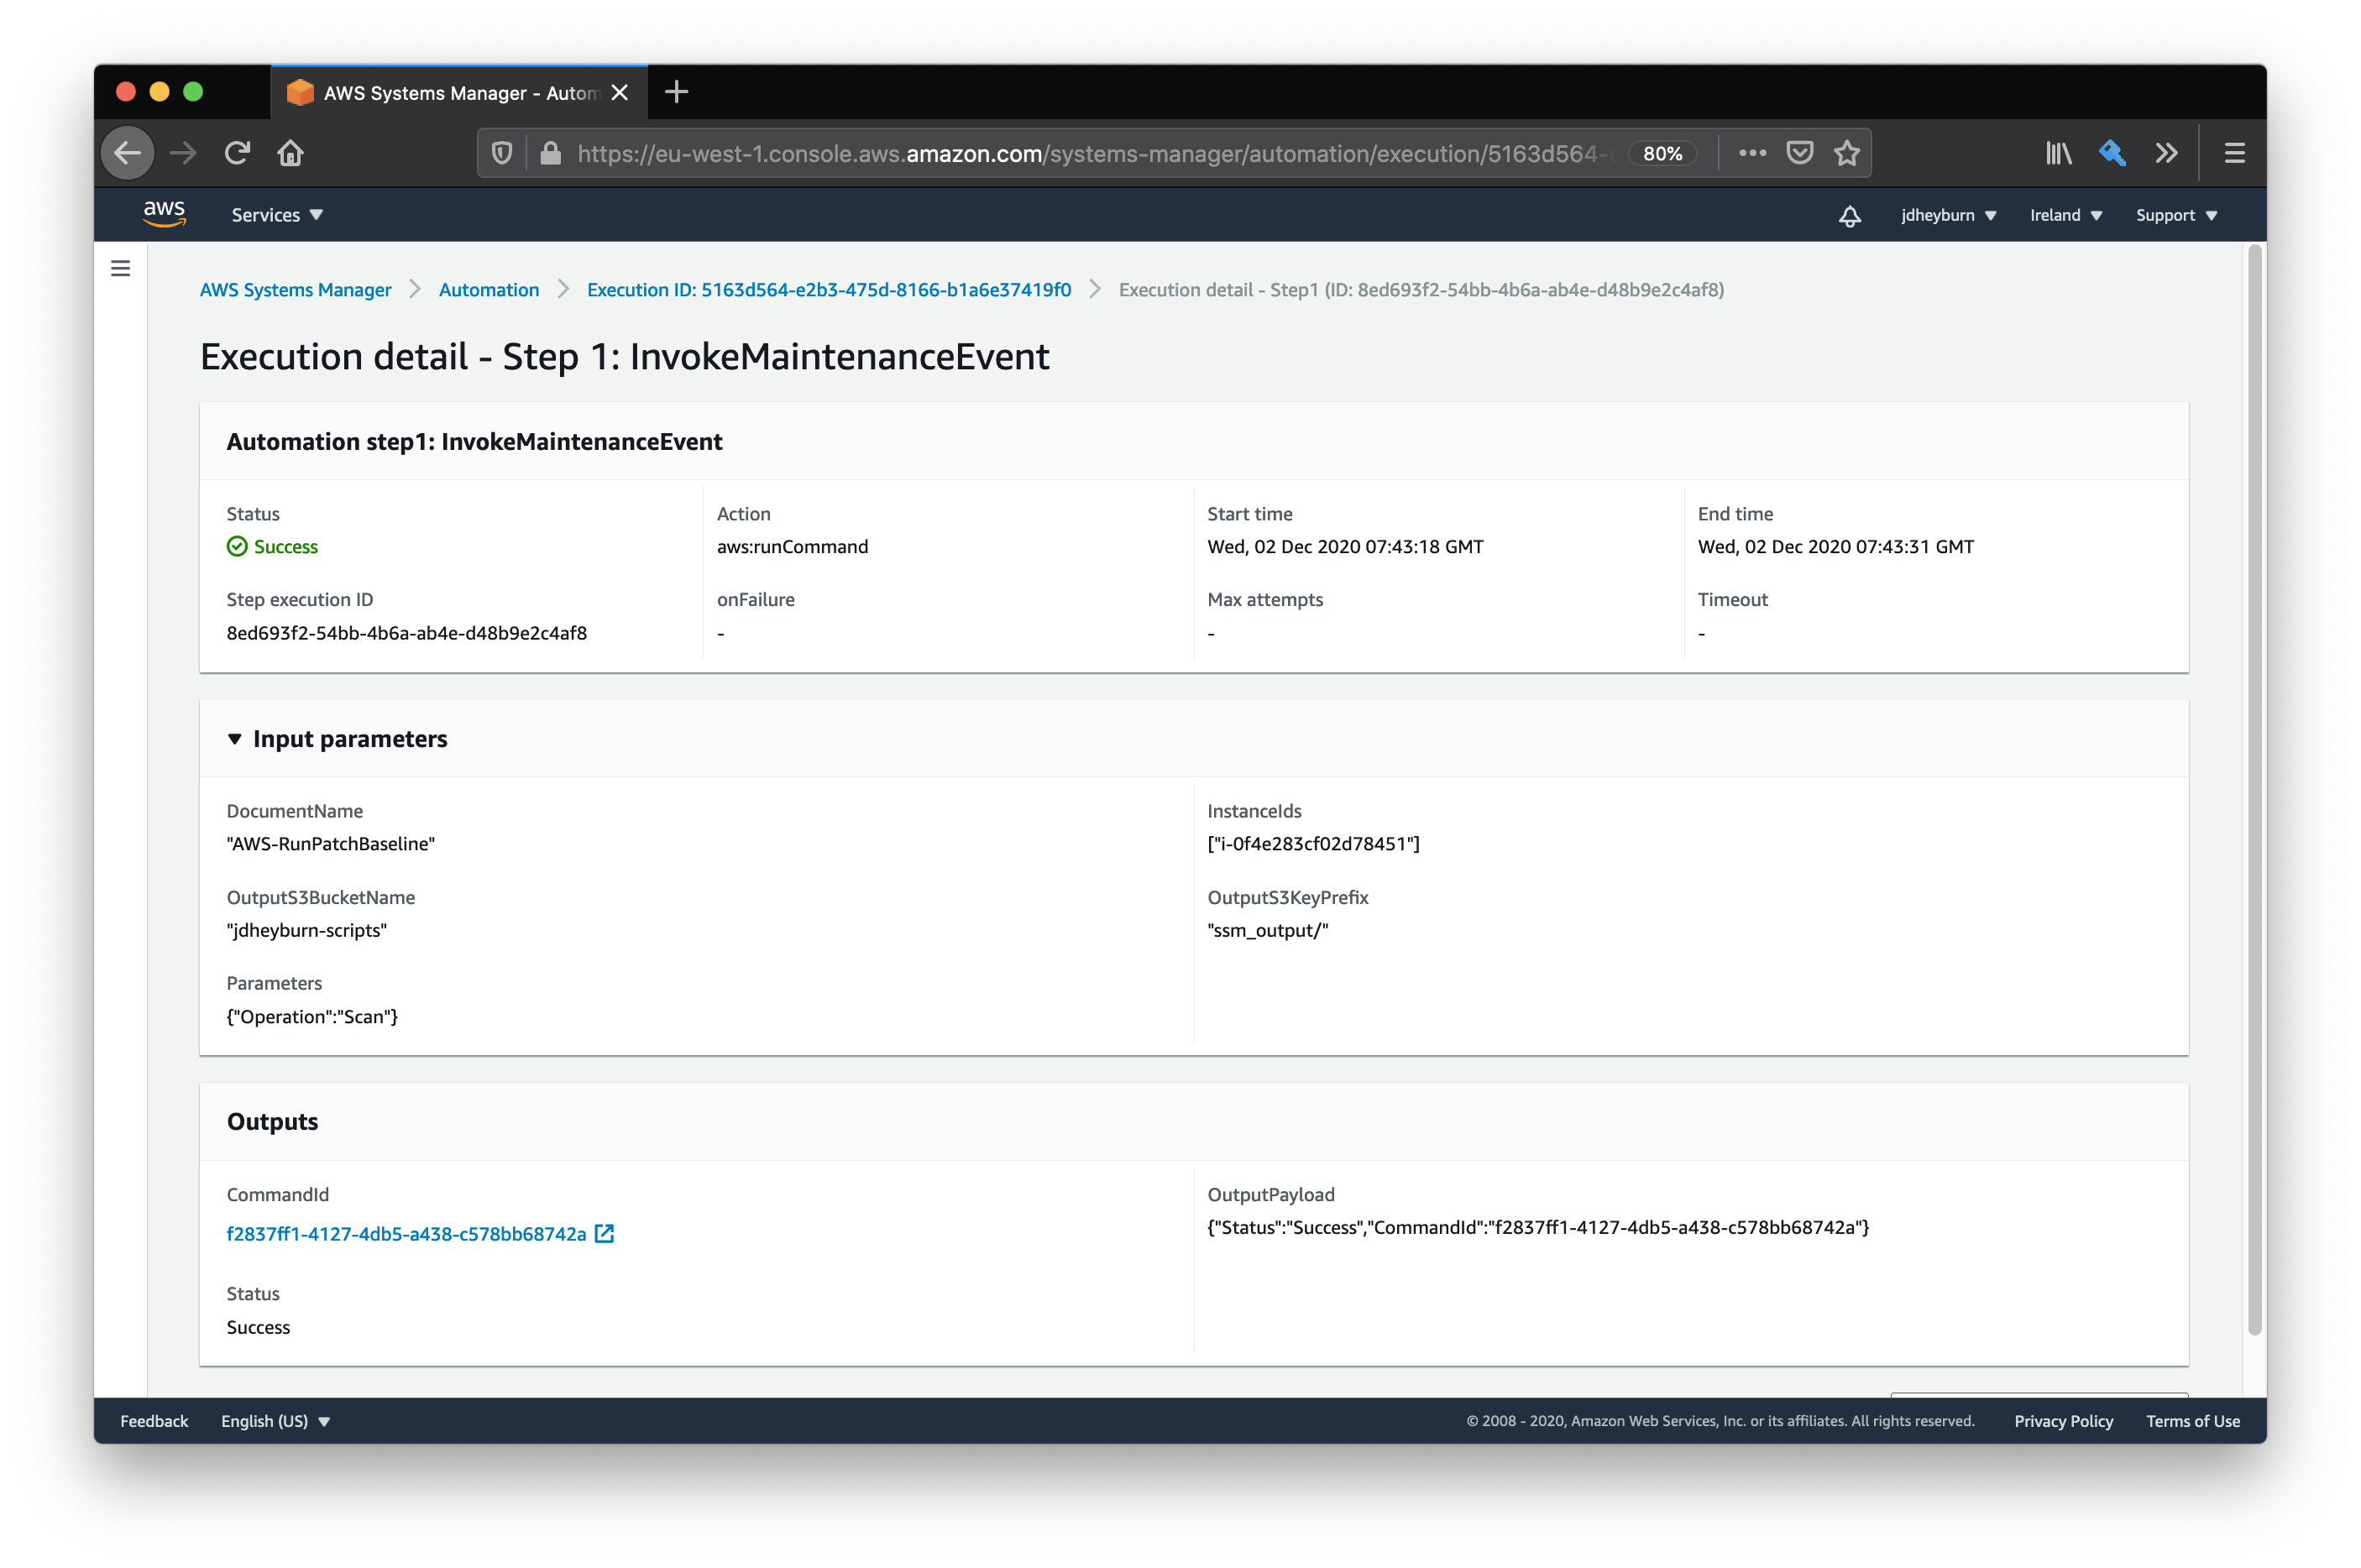 AWS Systems Manager - Autom
https://eu-west-1.console.aws.amazon.com/systems-manager/automation/execution/5163d564- 80%
aws Services jdheyburn Ireland Support
AWS Systems Manager Automation Execution ID: 5163d564-e2b3-475d-8166-b1a6e37419f0 Execution detail - Step1 (ID: 8ed693f2-54bb-4b6a-ab4e-d48b9e2c4af8)
Execution detail - Step 1: InvokeMaintenanceEvent
Automation step1: InvokeMaintenanceEvent
Status Action Start time End time
Success aws:runCommand Wed, 02 Dec 2020 07:43:18 GMT Wed, 02 Dec 2020 07:43:31 GMT
Step execution ID onFailure Max attempts Timeout
8ed693f2-54bb-4b6a-ab4e-d48b9e2c4af8 - - -
Input parameters
DocumentName InstanceIds
"AWS-RunPatchBaseline" ["i-0f4e283cf02d78451"]
OutputS3BucketName OutputS3KeyPrefix
"jdheyburn-scripts" "ssm_output/"
Parameters
{"Operation":"Scan"}
Outputs
CommandId OutputPayload
f2837ff1-4127-4db5-a438-c578bb68742a {"Status":"Success","CommandId":"f2837ff1-4127-4db5-a438-c578bb68742a"}
Status
Success
Feedback English (US) © 2008 - 2020, Amazon Web Services, Inc. or its affiliates. All rights reserved. Privacy Policy Terms of Use